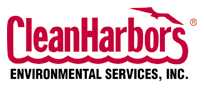 CleanHarbors®
ENVIRONMENTAL SERVICES, INC.